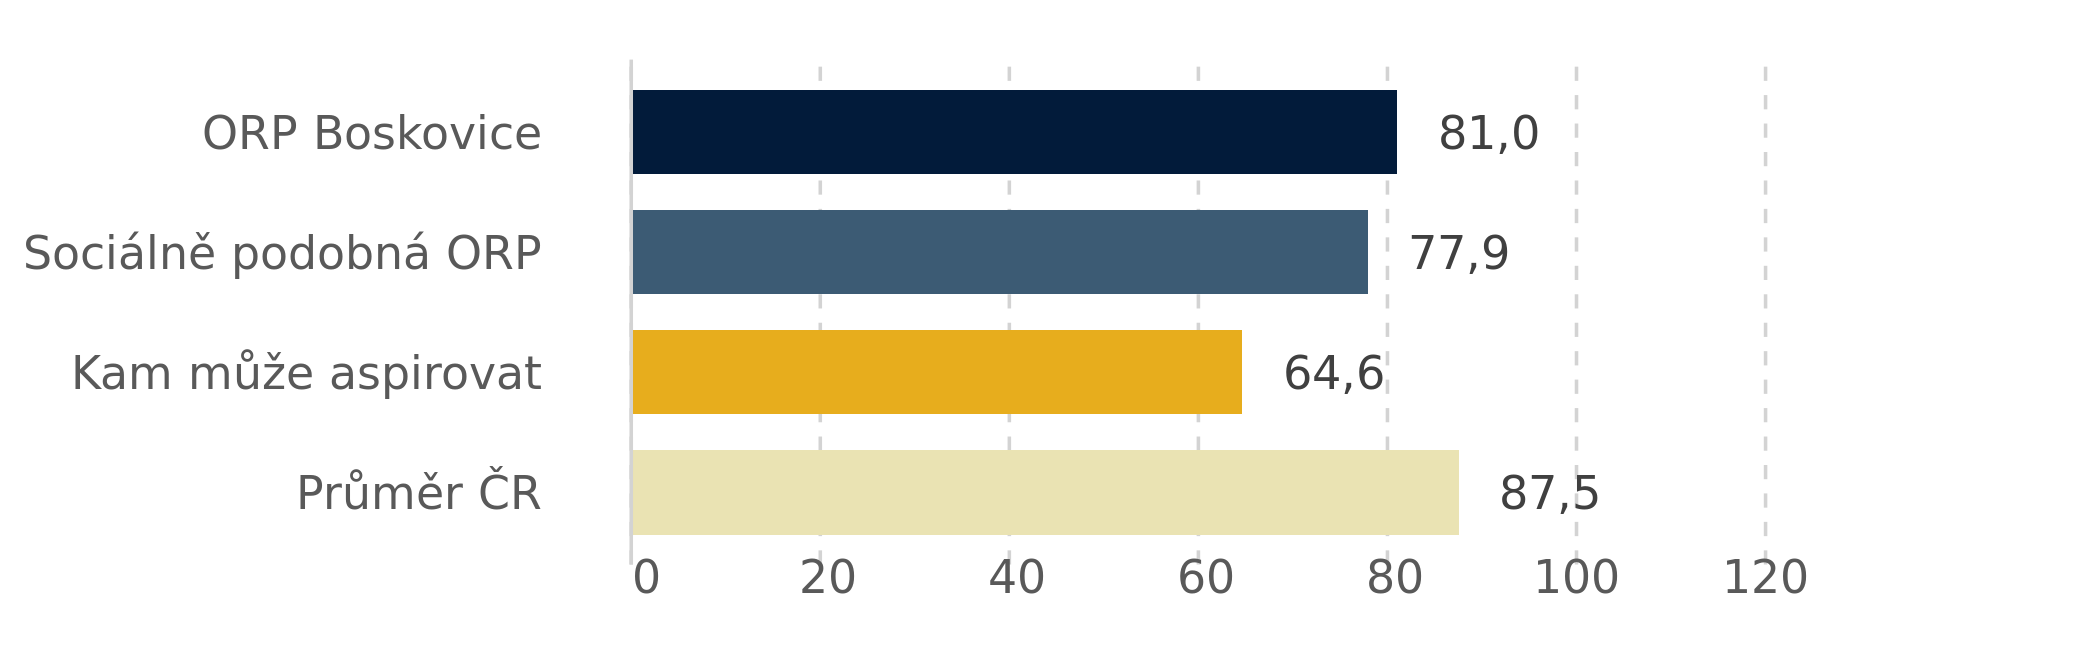 ORP Boskovice 81,0
Sociálně podobná ORP 77,9
Kam může aspirovat 64,6
Průměr ČR 87,5
0 20 40 60 80 100 120